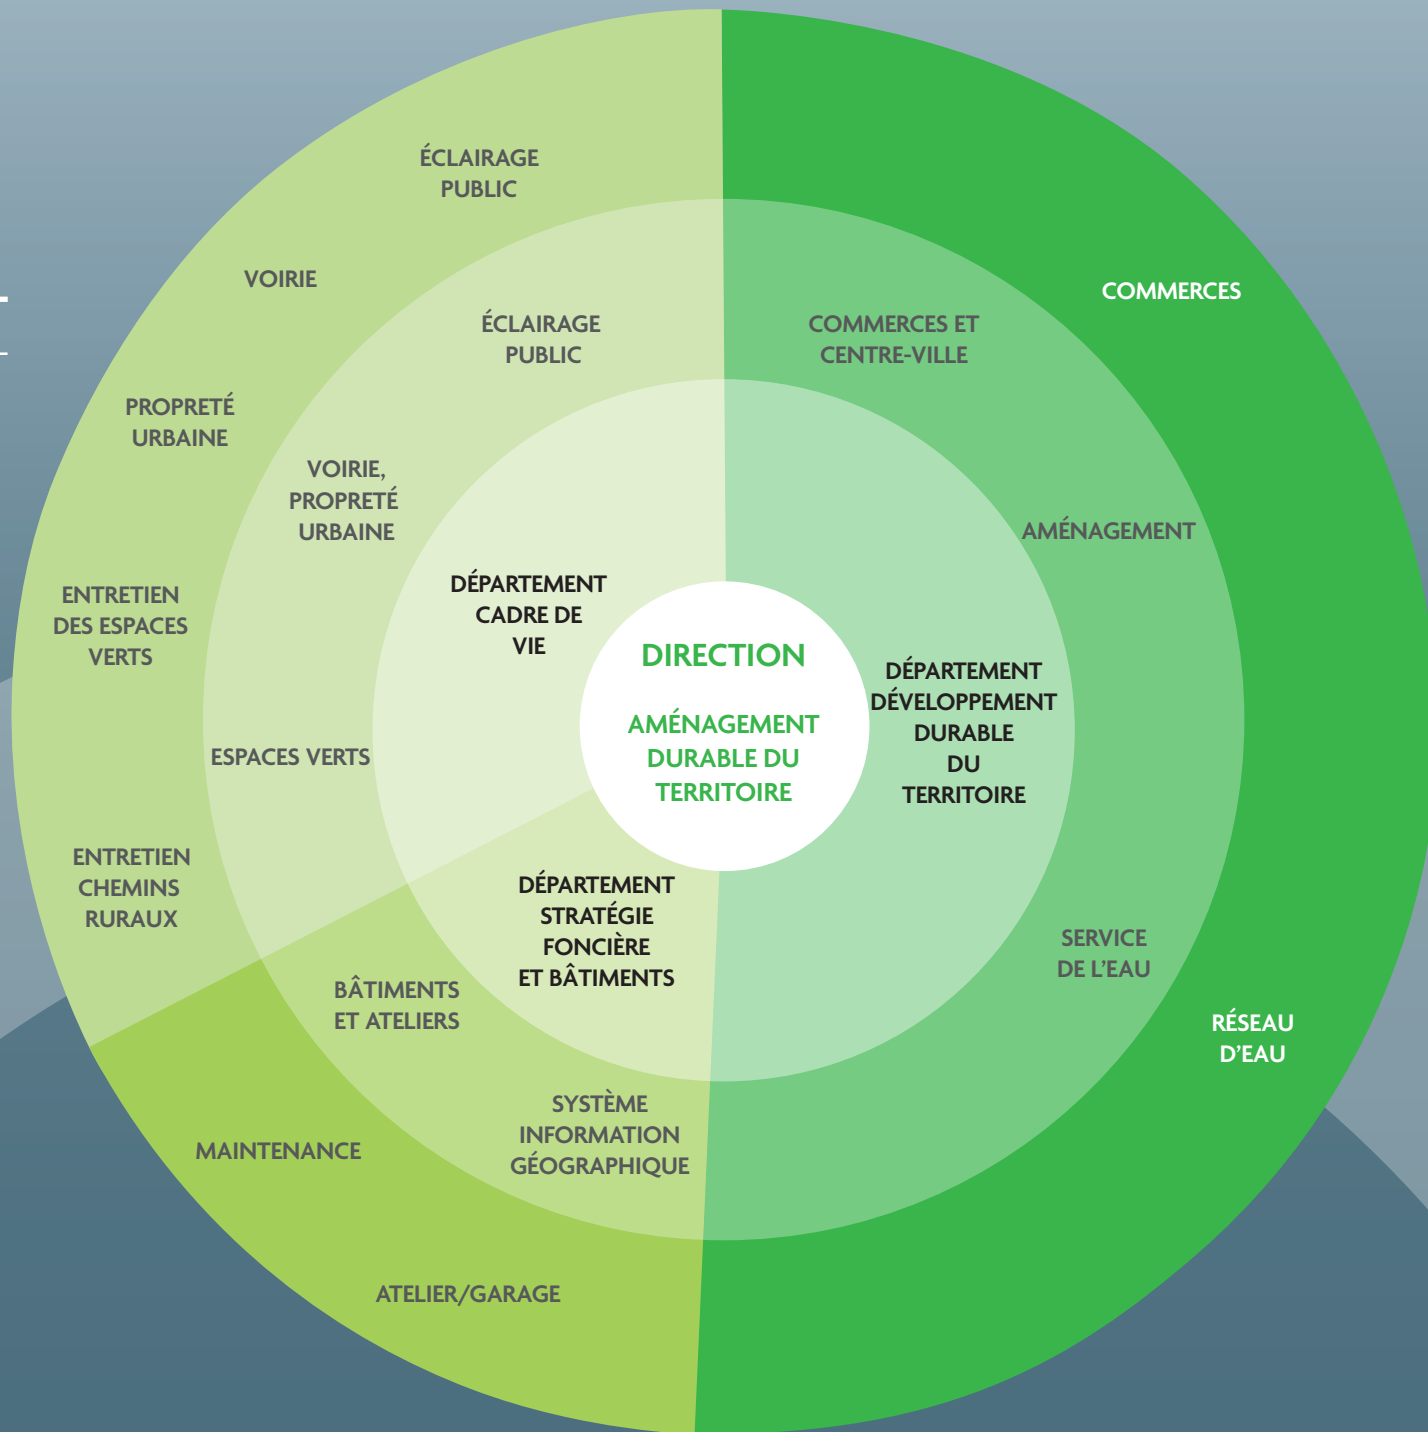 ÉCLAIRAGE
PUBLIC
VOIRIE
PROPRETÉ
URBAINE
ENTRETIEN
DES ESPACES
VERTS
ENTRETIEN
CHEMINS
RURAUX
ÉCLAIRAGE
PUBLIC
VOIRIE,
PROPRETÉ
URBAINE
ESPACES VERTS
DÉPARTEMENT
CADRE DE
VIE
DIRECTION
AMÉNAGEMENT
DURABLE DU
TERRITOIRE
COMMERCES
COMMERCES ET
CENTRE-VILLE
AMÉNAGEMENT
DÉPARTEMENT
DÉVELOPPEMENT
DURABLE
DU
TERRITOIRE
SERVICE
DE L’EAU
RÉSEAU
D’EAU
DÉPARTEMENT
STRATÉGIE
FONCIÈRE
ET BÂTIMENTS
BÂTIMENTS
ET ATELIERS
SYSTÈME
INFORMATION
GÉOGRAPHIQUE
MAINTENANCE
ATELIER/GARAGE